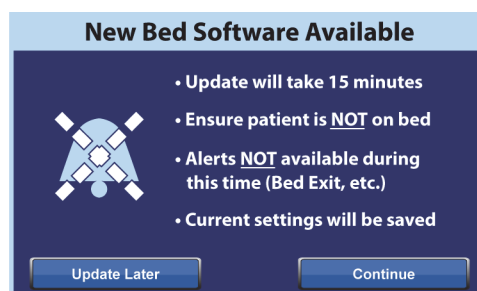 New Bed Software Available
• Update will take 15 minutes
• Ensure patient is NOT on bed
• Alerts NOT available during
this time (Bed Exit, etc.)
• Current settings will be saved
Update Later
Continue